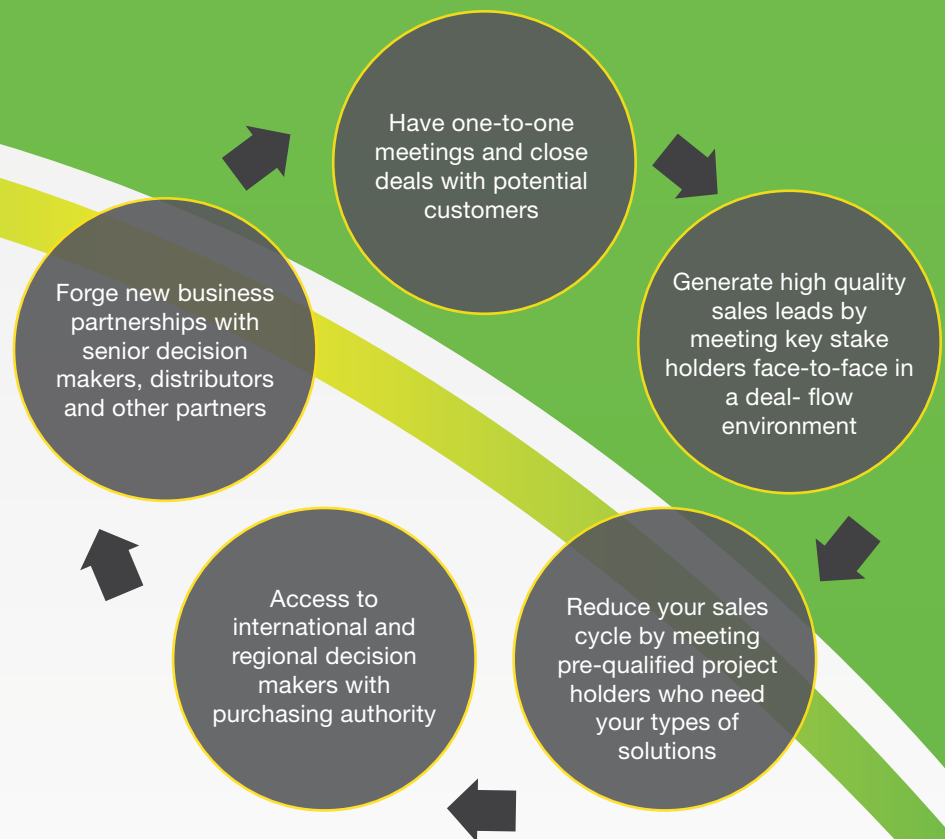 Have one-to-one
meetings and close
deals with potential
customers
Generate high quality
sales leads by
meeting key stake
holders face-to-face in
a deal- flow
environment
Reduce your sales
cycle by meeting
pre-qualified project
holders who need
your types of
solutions
Access to
international and
regional decision
makers with
purchasing authority
Forge new business
partnerships with
senior decision
makers, distributors
and other partners